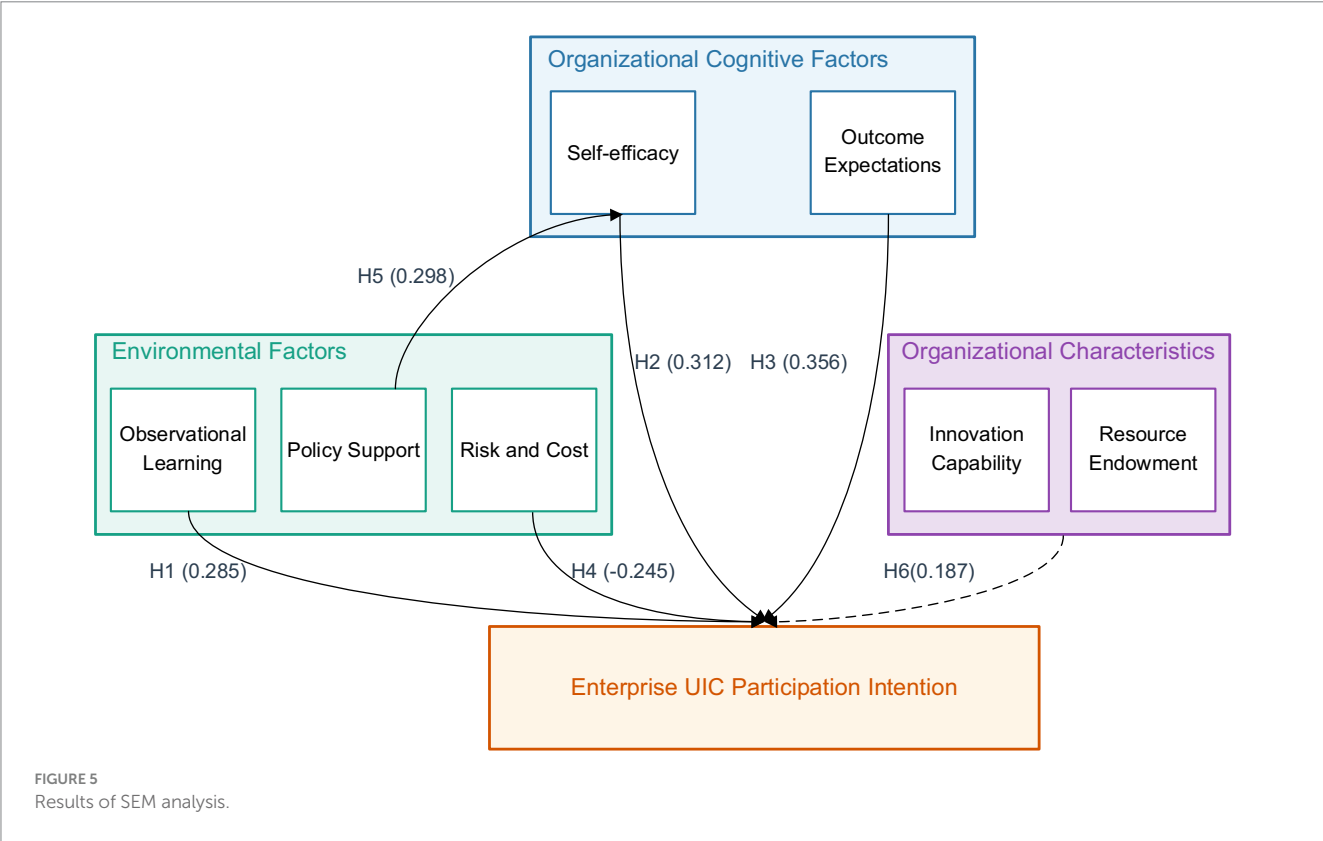 Organizational Cognitive Factors
Self-efficacy
Outcome
Expectations
H5 (0.298)
Environmental Factors
H2 (0.312)
H3 (0.356)
Organizational Characteristics
Observational
Learning
Policy Support
Risk and Cost
Innovation
Capability
Resource
Endowment
H1 (0.285)
H4 (-0.245)
H6(0.187)
Enterprise UIC Participation Intention
FIGURE 5
Results of SEM analysis.